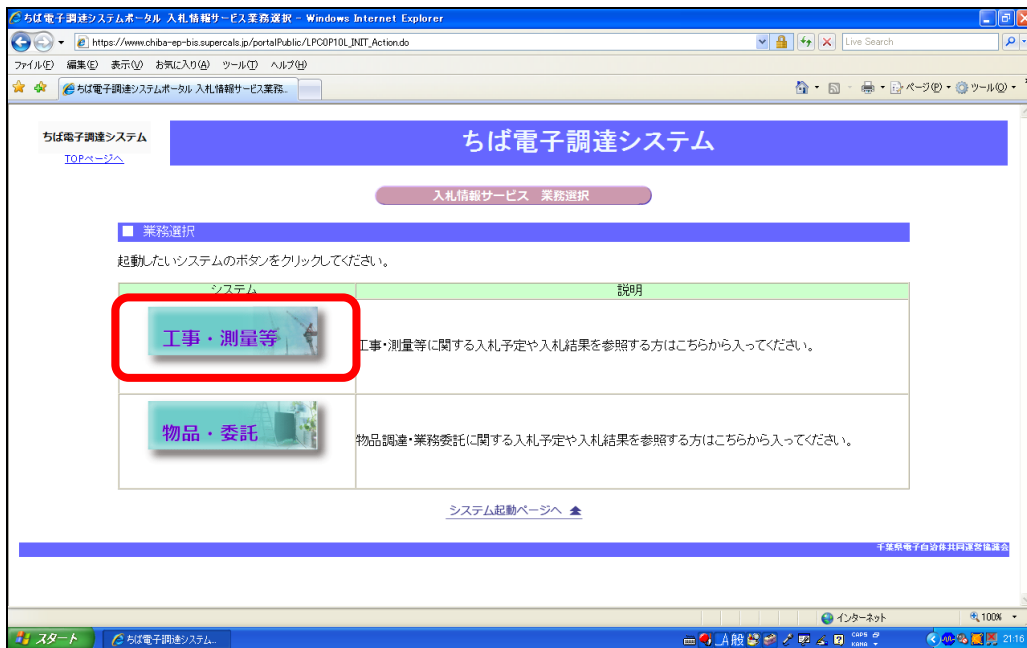 ちば電子調達システムポータル 入札情報サービス業務選択 - Windows Internet Explorer
https://www.chiba-ep-bis.supercals.jp/portalPublic/LPC0P10L_INIT_Action.do
Live Search
ファイル(F) 編集(E) 表示(V) お気に入り(A) ツール(T) ヘルプ(H)
ちば電子調達システムポータル 入札情報サービス業務..
ページ(P) ツール(O)
ちば電子調達システム
TOPページへ
ちば電子調達システム
入札情報サービス 業務選択
■ 業務選択
起動したいシステムのボタンをクリックしてください。
システム 説明
工事・測量等
工事・測量等に関する入札予定や入札結果を参照する方はこちらから入ってください。
物品・委託
物品調達・業務委託に関する入札予定や入札結果を参照する方はこちらから入ってください。
システム起動ページへ
千葉県電子自治体共同運営協議会
インターネット 100%
スタート ちば電子調達システム.. A 般 CAPS KANA 21:16